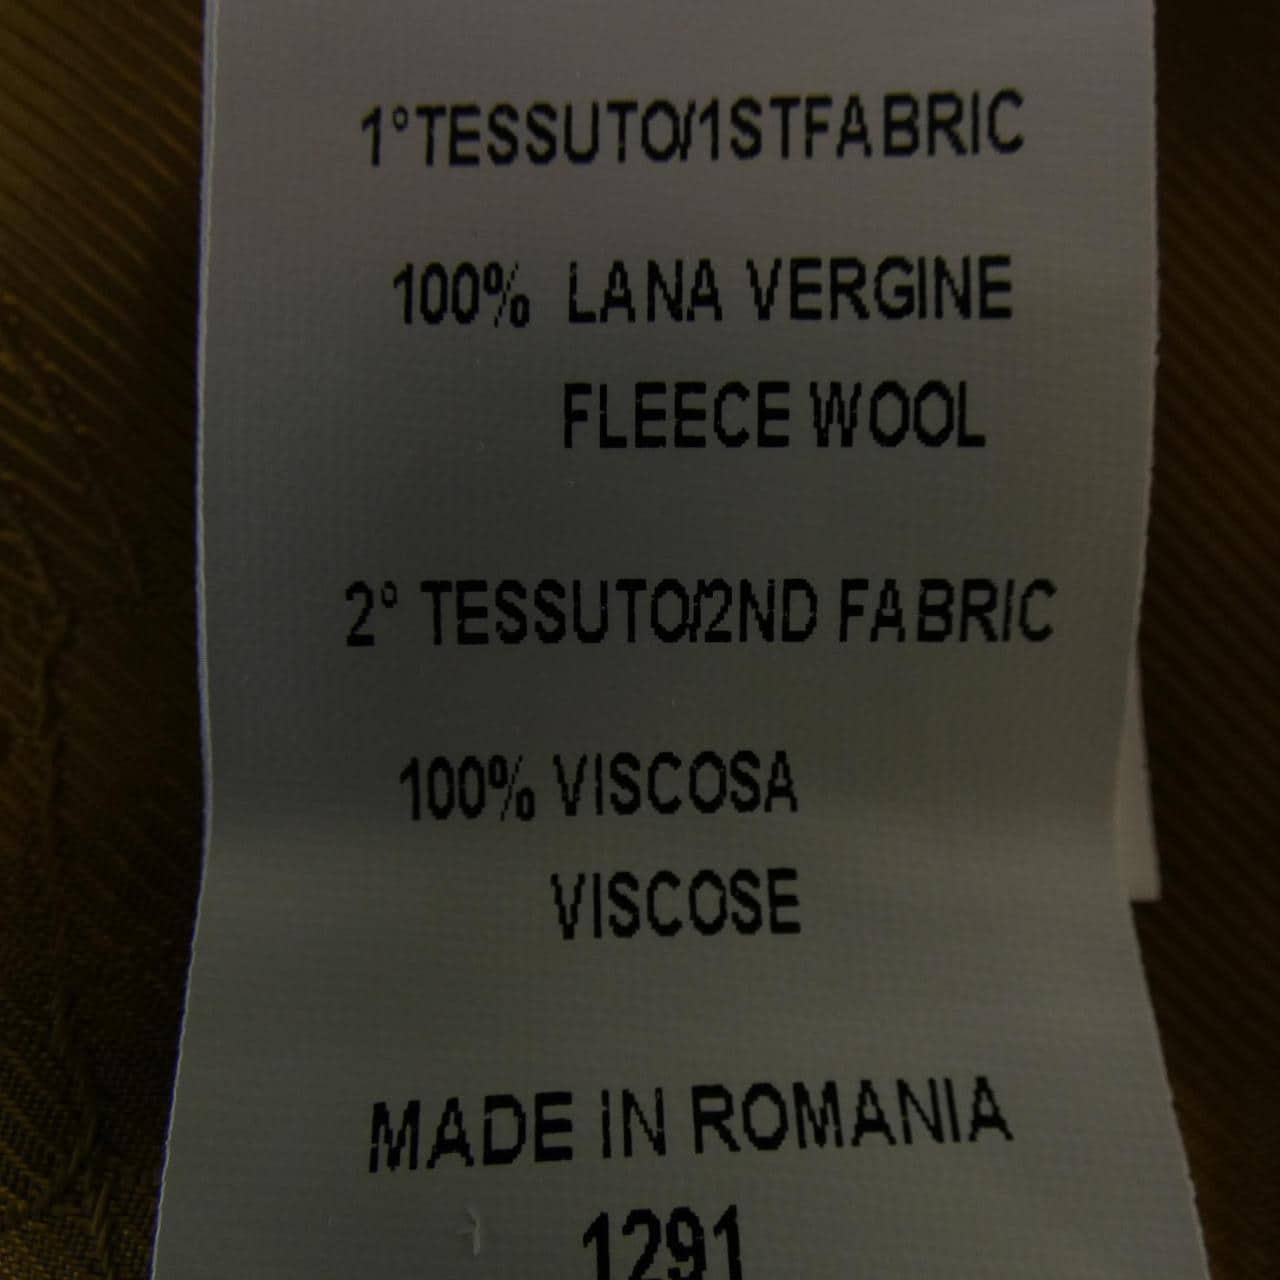 1°TESSUTO/1STFABRIC
100% LANA VERGINE
FLEECE WOOL
2° TESSUTO/2ND FABRIC
100% VISCOSA
VISCOSE
MADE IN ROMANIA
1291